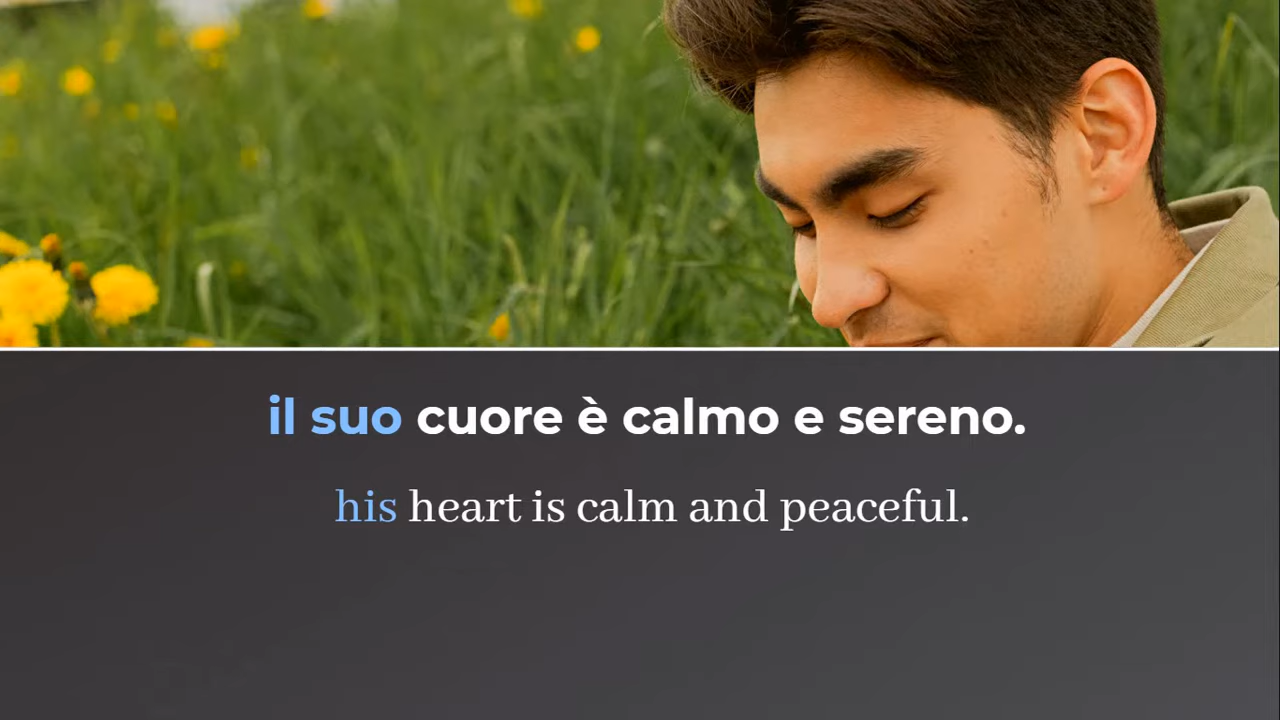 il suo cuore è calmo e sereno.
his heart is calm and peaceful.